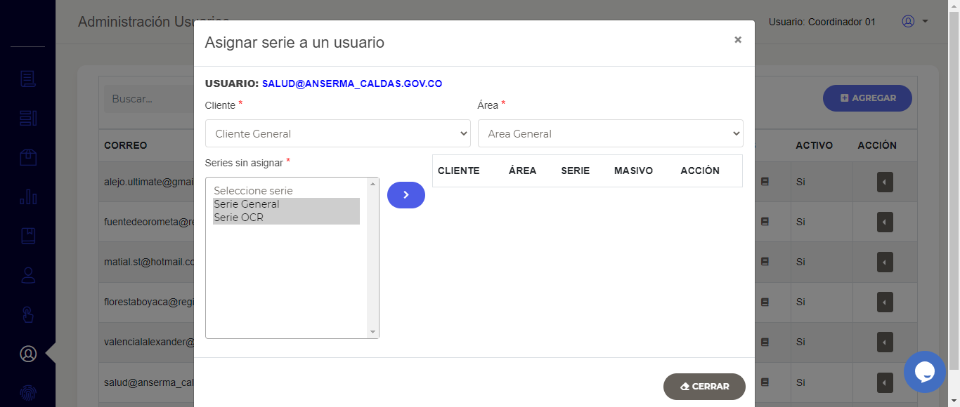 Administración Usuarios
Usuario: Coordinador 01
Asignar serie a un usuario
×
USUARIO: SALUD@ANSERMA_CALDAS.GOV.CO
Cliente *
Área *
Cliente General
Area General
Series sin asignar *
Seleccione serie
Serie General
Serie OCR
CLIENTE ÁREA SERIE MASIVO ACCIÓN
CERRAR
Buscar...
AGREGAR
CORREO
ACTIVO ACCIÓN
alejo.ultimate@gmai
Si
fuentedeorometa@re
Si
matial.st@hotmail.co
Si
florestaboyaca@regi
Si
valencialalexander@
Si
salud@anserma_cal
Si